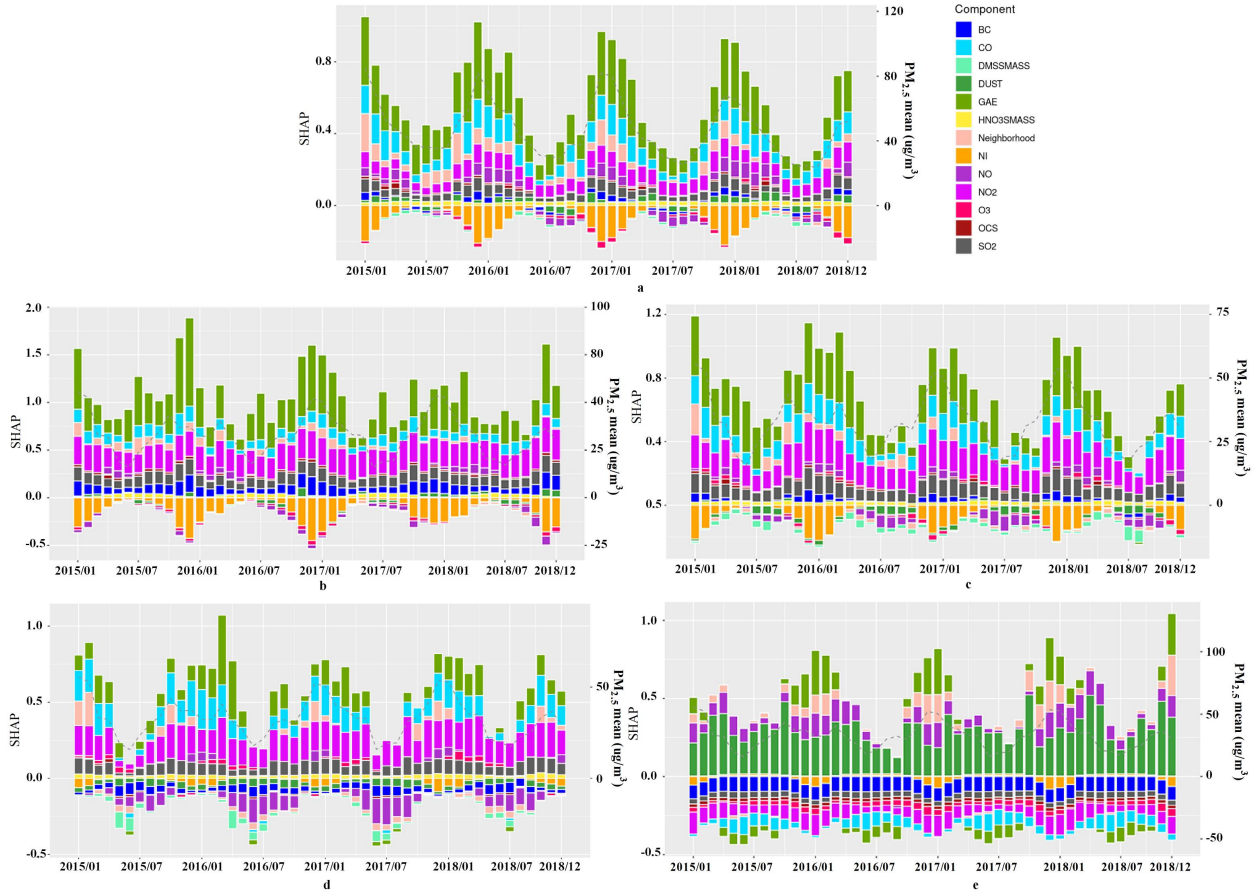 Component
BC
CO
DMSSMASS
DUST
GAE
HNO3SMASS
Neighborhood
NI
NO
NO2
O3
OCS
SO2
SHAP
0.8
0.4
0.0
120
80
40
0
PM2.5 mean (ug/m3)
2015/01 2015/07 2016/01 2016/07 2017/01 2017/07 2018/01 2018/07 2018/12
a
SHAP
2.0
1.5
1.0
0.5
0.0
-0.5
100
80
40
25
0
-25
PM2.5 mean (ug/m3)
2015/01 2015/07 2016/01 2016/07 2017/01 2017/07 2018/01 2018/07 2018/12
b
SHAP
1.2
0.8
0.4
0.5
75
50
25
0
PM2.5 mean (ug/m3)
2015/01 2015/07 2016/01 2016/07 2017/01 2017/07 2018/01 2018/07 2018/12
c
SHAP
1.0
0.5
0.0
-0.5
50
0
PM2.5 mean (ug/m3)
2015/01 2015/07 2016/01 2016/07 2017/01 2017/07 2018/01 2018/07 2018/12
d
SHAP
1.0
0.5
0.0
-0.5
100
50
0
-50
PM2.5 mean (ug/m3)
2015/01 2015/07 2016/01 2016/07 2017/01 2017/07 2018/01 2018/07 2018/12
e